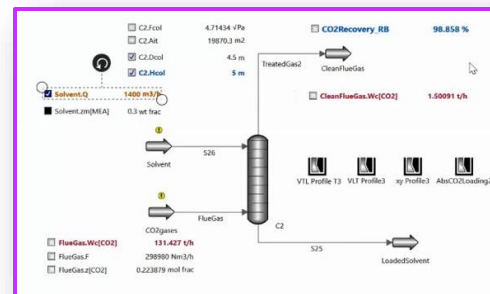 C2.Fcol 4.71434 √Pa
C2.Ait 19870.3 m2
C2.Dcol 4.5 m
C2.Hcol 5 m
Solvent.Q 1400 m3/h
Solvent.zm[MEA] 0.3 wt frac
CO2Recovery_RB 98.858 %
TreatedGas2
CleanFlueGas
CleanFlueGas.Wc[CO2] 1.50091 t/h
Solvent
S26
VTL Profile T3
VLT Profile3
xy Profile3
AbsCO2Loading2
CO2gases
FlueGas
C2
FlueGas.Wc[CO2] 131.427 t/h
FlueGas.F 298980 Nm3/h
FlueGas.z[CO2] 0.223879 mol frac
S25
LoadedSolvent